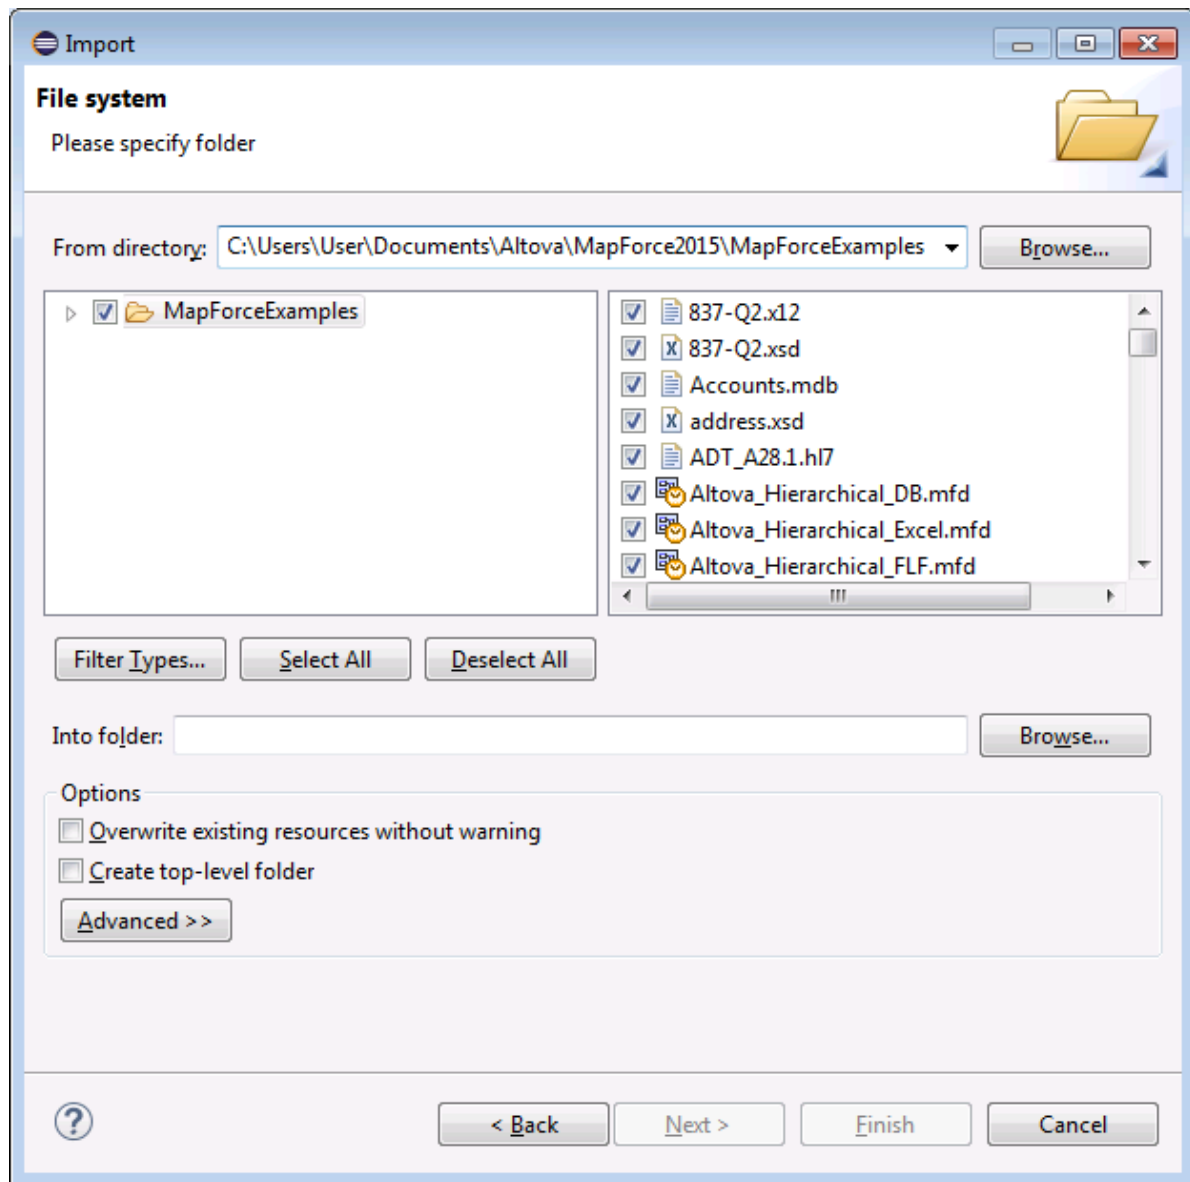 Import
File system
Please specify folder
From directory: C:\Users\User\Documents\Altova\MapForce2015\MapForceExamples Browse...
MapForceExamples
837-Q2.x12
837-Q2.xsd
Accounts.mdb
address.xsd
ADT_A28.1.hl7
Altova_Hierarchical_DB.mfd
Altova_Hierarchical_Excel.mfd
Altova_Hierarchical_FLF.mfd
Filter Types... Select All Deselect All
Into folder: Browse...
Options
Overwrite existing resources without warning
Create top-level folder
Advanced >>
? < Back Next > Finish Cancel